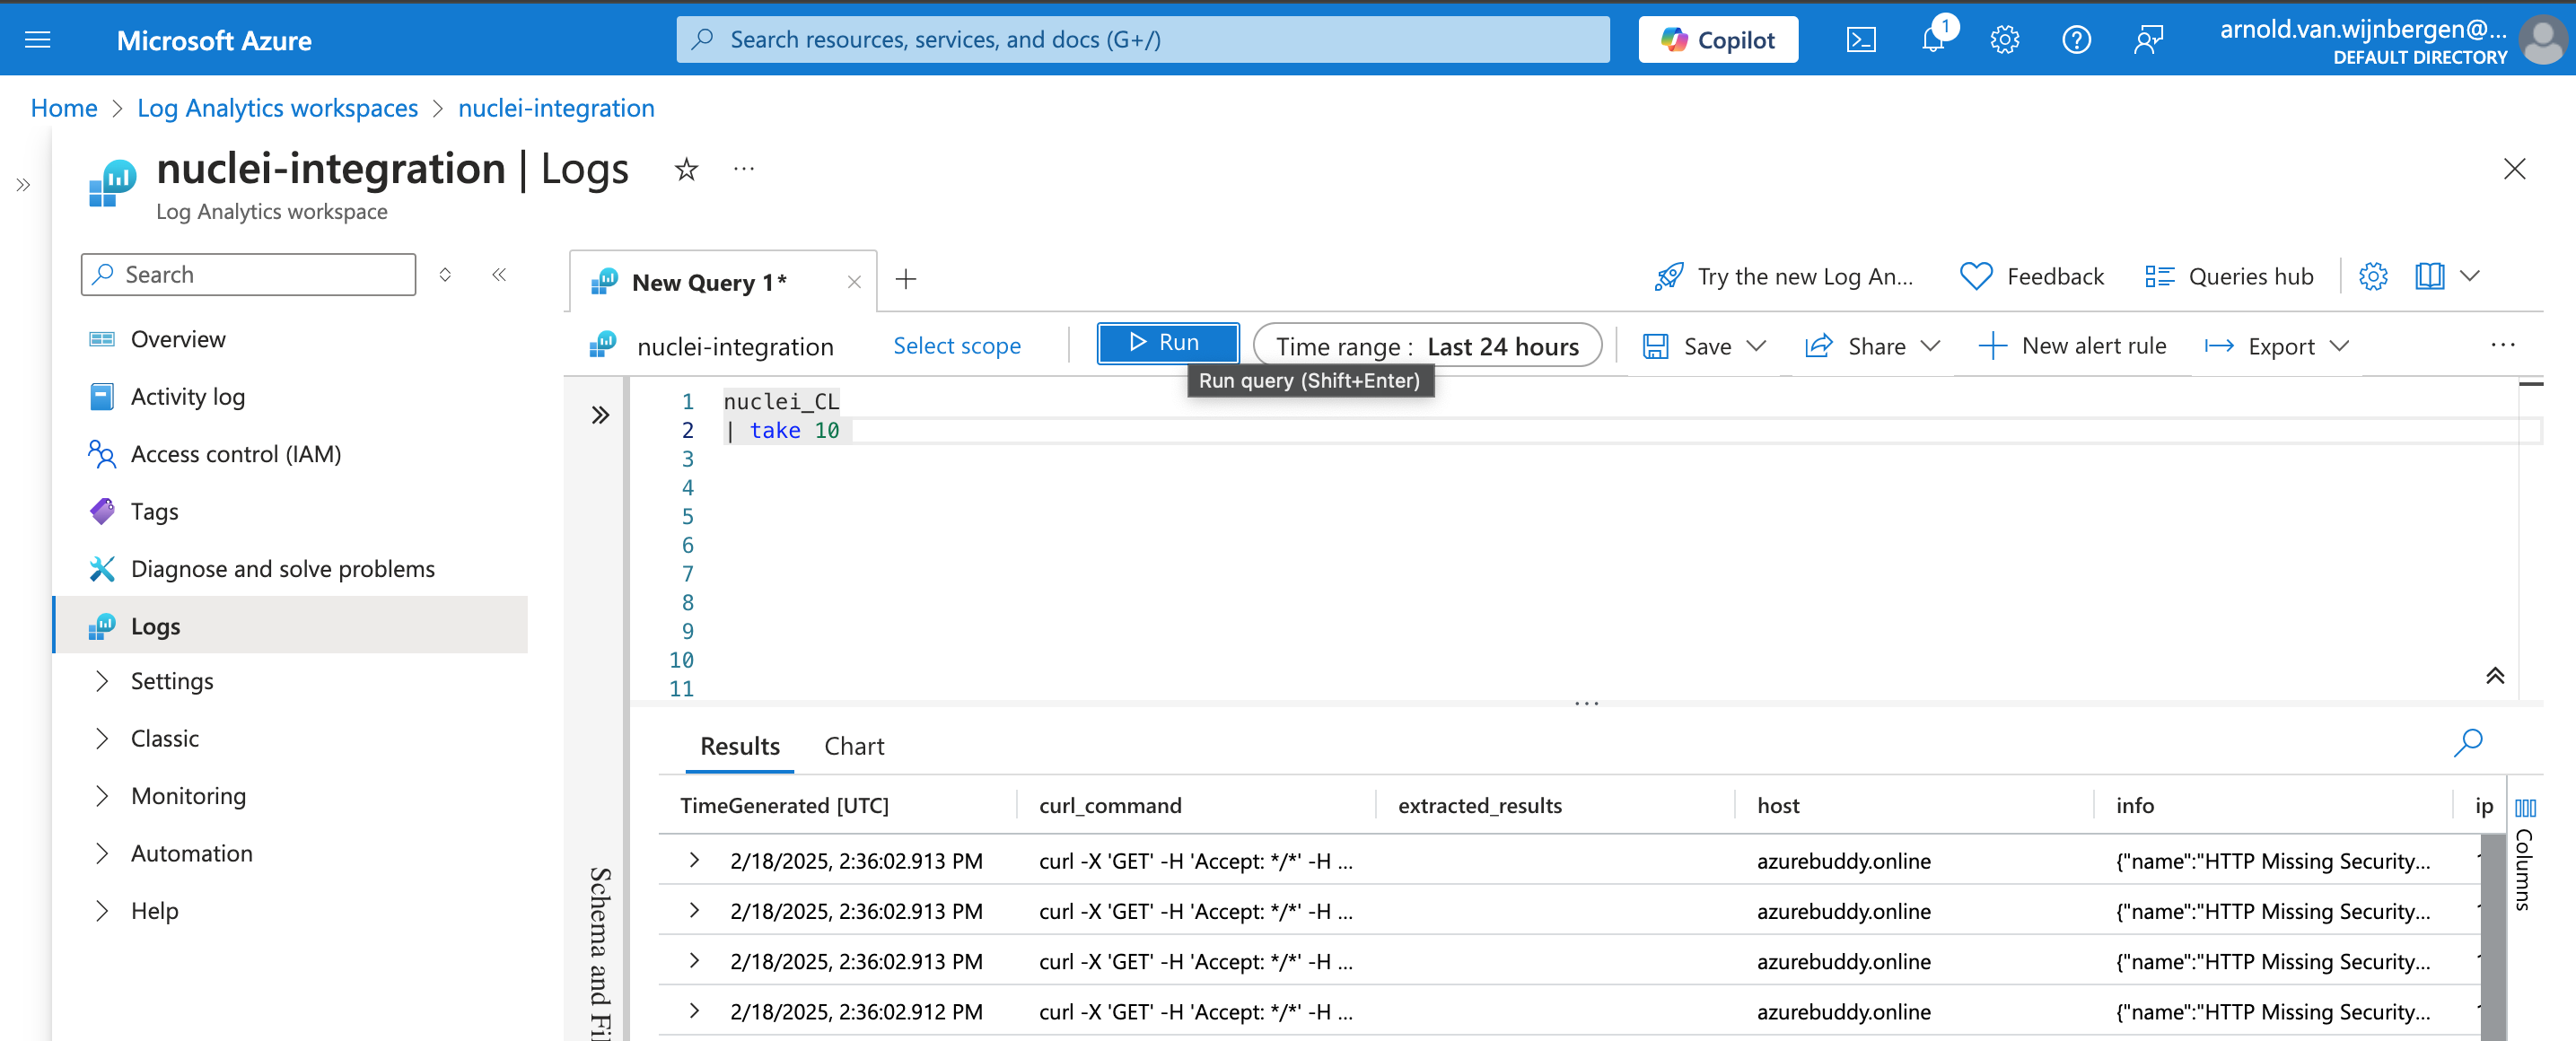 Microsoft Azure
Search resources, services, and docs (G+/)
Copilot
1
arnold.van.wijnbergen@...
DEFAULT DIRECTORY
Home > Log Analytics workspaces > nuclei-integration
nuclei-integration | Logs
Log Analytics workspace
Search
Overview
Activity log
Access control (IAM)
Tags
Diagnose and solve problems
Logs
Settings
Classic
Monitoring
Automation
Help
New Query 1*
Try the new Log An...
Feedback
Queries hub
nuclei-integration
Select scope
Run
Time range : Last 24 hours
Save
Share
New alert rule
Export
Run query (Shift+Enter)
1 nuclei_CL
2 | take 10
3
4
5
6
7
8
9
10
11
Schema and Fil
Results Chart
TimeGenerated [UTC] curl_command extracted_results host info ip
2/18/2025, 2:36:02.913 PM curl -X 'GET' -H 'Accept: */*' -H ... azurebuddy.online {"name":"HTTP Missing Security...
2/18/2025, 2:36:02.913 PM curl -X 'GET' -H 'Accept: */*' -H ... azurebuddy.online {"name":"HTTP Missing Security...
2/18/2025, 2:36:02.913 PM curl -X 'GET' -H 'Accept: */*' -H ... azurebuddy.online {"name":"HTTP Missing Security...
2/18/2025, 2:36:02.912 PM curl -X 'GET' -H 'Accept: */*' -H ... azurebuddy.online {"name":"HTTP Missing Security...
Columns